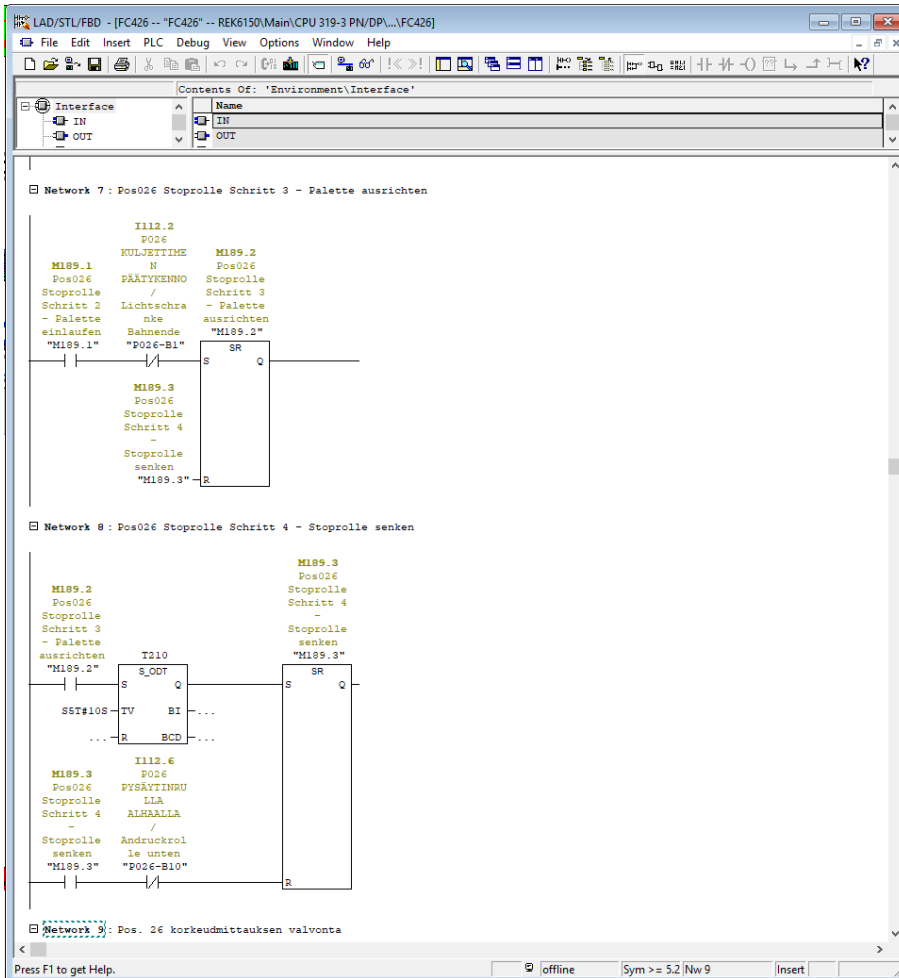 LAD/STL/FBD - [FC426 -- "FC426" -- REK6150\Main\CPU 319-3 PN/DP\...\FC426]
File Edit Insert PLC Debug View Options Window Help
Contents Of: 'Environment\Interface'
Interface
IN
OUT
Name
IN
OUT
Network 7 : Pos026 Stoprolle Schritt 3 - Palette ausrichten
M189.1
Pos026
Stoprolle
Schritt 2
- Palette
einlaufen
"M189.1"
I112.2
P026
KULJETTIME
N
PÄÄTYKENNO
/
Lichtschra
nke
Bahnende
"P026-B1"
M189.2
Pos026
Stoprolle
Schritt 3
- Palette
ausrichten
"M189.2"
SR
S Q
M189.3
Pos026
Stoprolle
Schritt 4
-
Stoprolle
senken
"M189.3"
R
Network 8 : Pos026 Stoprolle Schritt 4 - Stoprolle senken
M189.2
Pos026
Stoprolle
Schritt 3
- Palette
ausrichten
"M189.2"
T210
S_ODT
S Q
S5T#10S TV BI ...
... R BCD ...
M189.3
Pos026
Stoprolle
Schritt 4
-
Stoprolle
senken
"M189.3"
SR
S Q
M189.3
Pos026
Stoprolle
Schritt 4
-
Stoprolle
senken
"M189.3"
I112.6
P026
PYSÄYTINRU
LLA
ALHAALLA
/
Andruckrol
le unten
"P026-B10"
R
Network 9 : Pos. 26 korkeudmittauksen valvonta
Press F1 to get Help.
offline
Sym >= 5.2
Nw 9
Insert